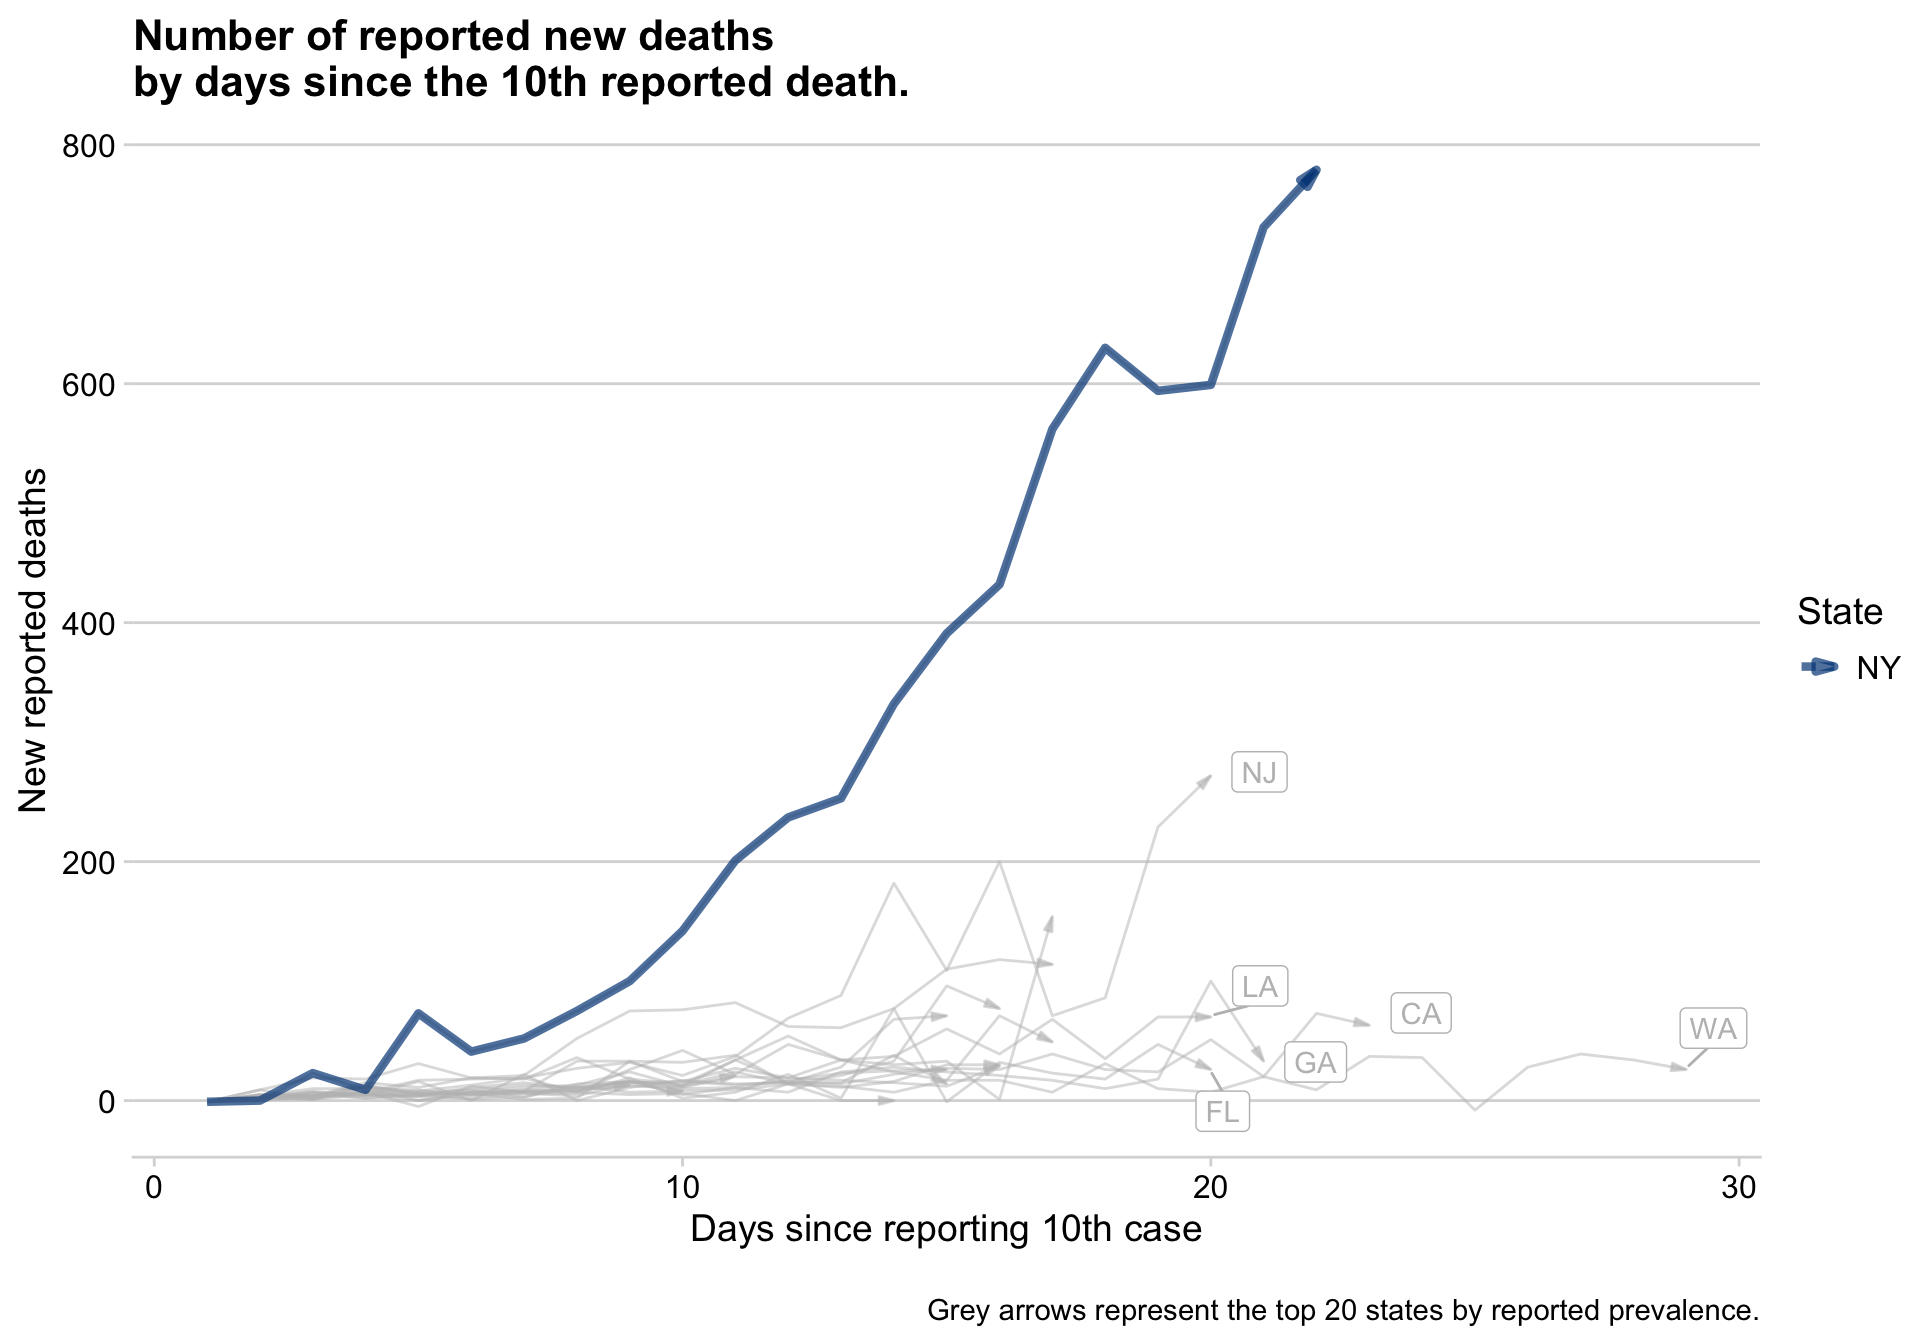 Number of reported new deaths
by days since the 10th reported death.
800
600
400
200
0
New reported deaths
NJ
LA
CA
WA
GA
FL
State
NY
0 10 20 30
Days since reporting 10th case
Grey arrows represent the top 20 states by reported prevalence.